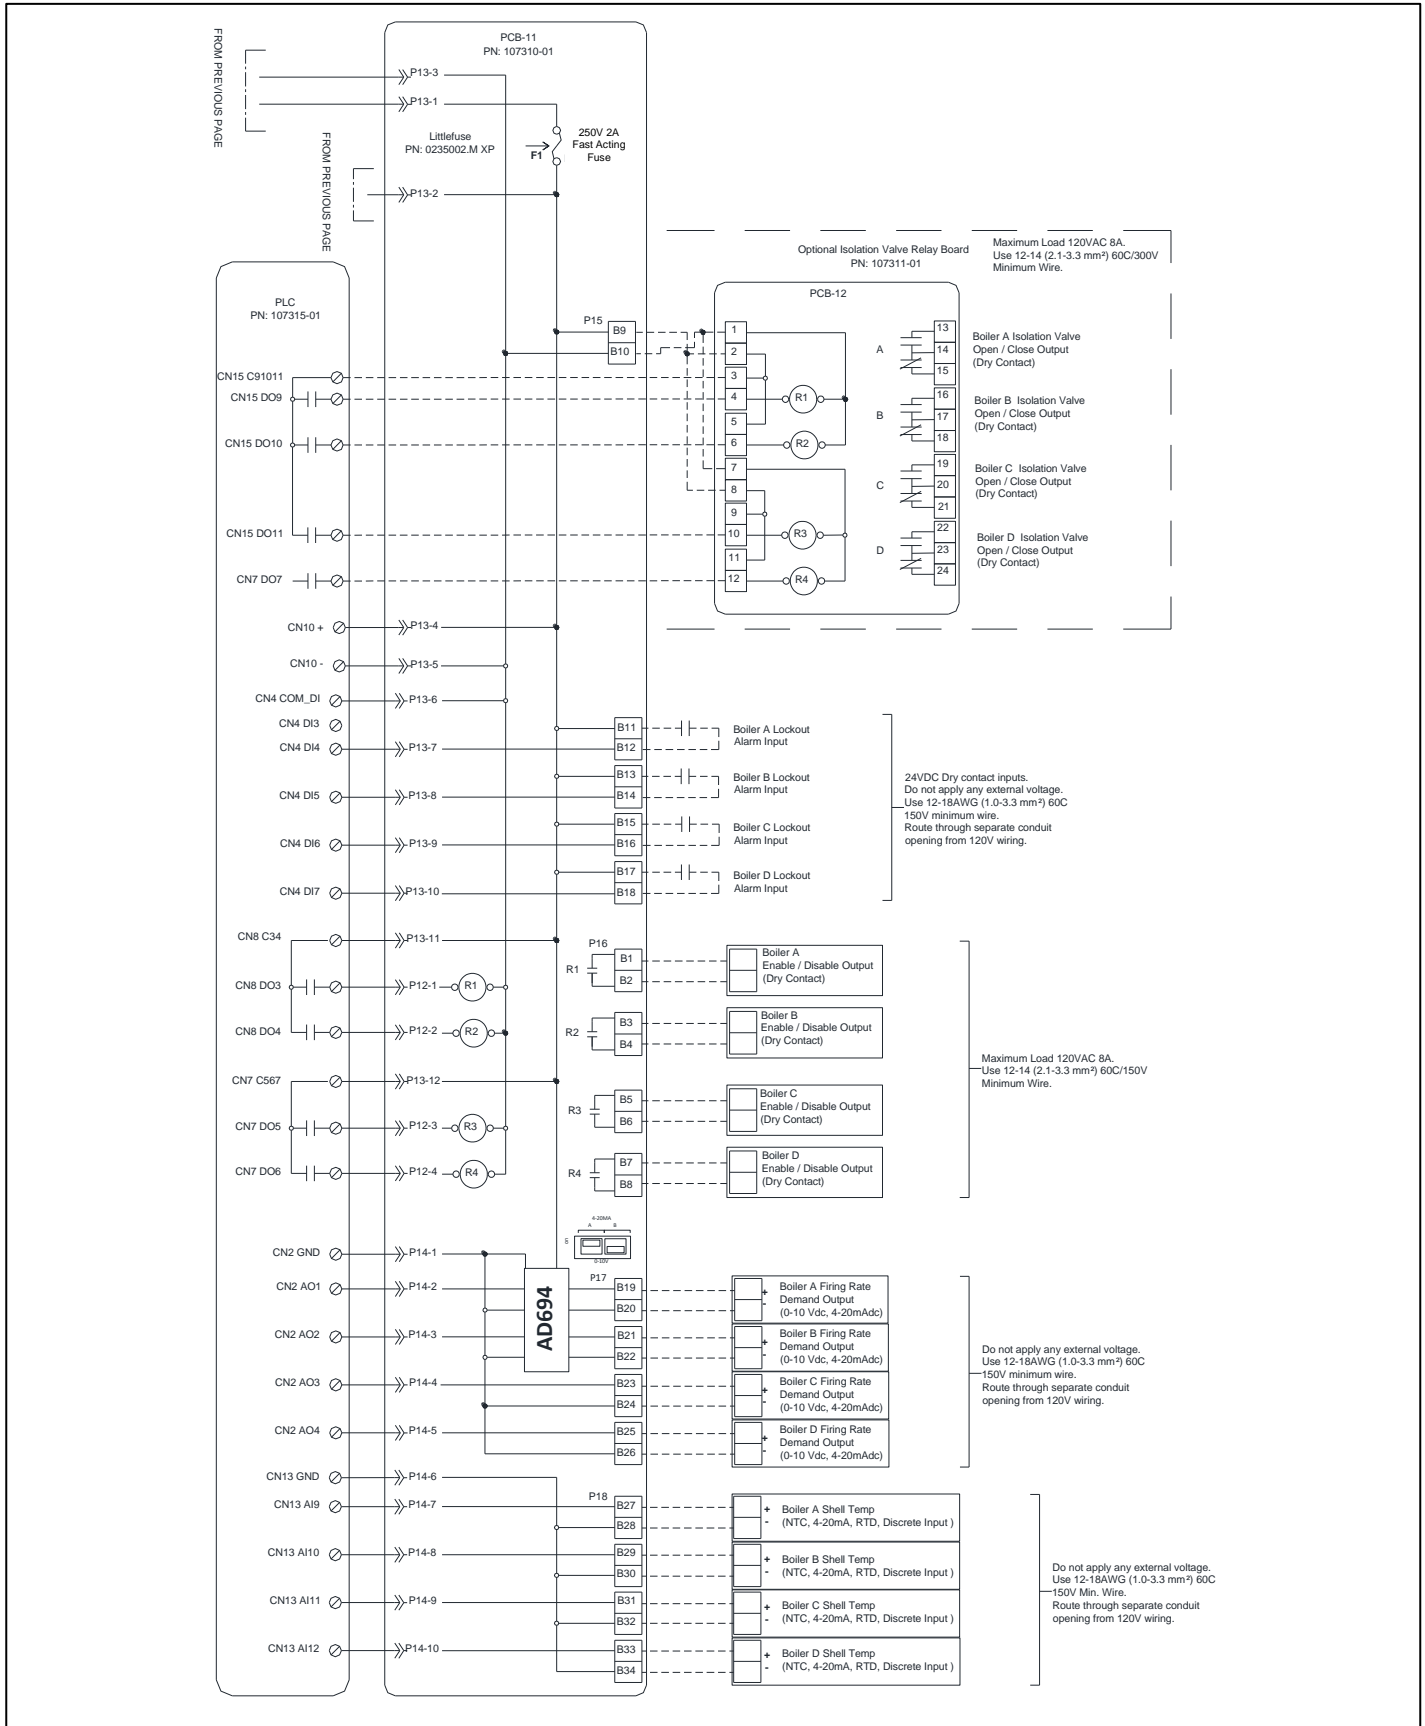 FROM PREVIOUS PAGE
FROM PREVIOUS PAGE
PCB-11
PN: 107310-01
P13-3
P13-1
Littlefuse
PN: 0235002.M XP
F1
250V 2A
Fast Acting
Fuse
P13-2
Optional Isolation Valve Relay Board
PN: 107311-01
Maximum Load 120VAC 8A.
Use 12-14 (2.1-3.3 mm²) 60C/300V
Minimum Wire.
PLC
PN: 107315-01
PCB-12
P15
B9
B10
1
2
3
4
5
6
7
8
9
10
11
12
R1
R2
R3
R4
A
B
C
D
13
14
15
16
17
18
19
20
21
22
23
24
Boiler A Isolation Valve
Open / Close Output
(Dry Contact)
Boiler B Isolation Valve
Open / Close Output
(Dry Contact)
Boiler C Isolation Valve
Open / Close Output
(Dry Contact)
Boiler D Isolation Valve
Open / Close Output
(Dry Contact)
CN15 C91011
CN15 DO9
CN15 DO10
CN15 DO11
CN7 DO7
CN10 +
P13-4
CN10 -
P13-5
CN4 COM_DI
P13-6
CN4 DI3
CN4 DI4
P13-7
CN4 DI5
P13-8
CN4 DI6
P13-9
CN4 DI7
P13-10
B11
B12
B13
B14
B15
B16
B17
B18
Boiler A Lockout
Alarm Input
Boiler B Lockout
Alarm Input
Boiler C Lockout
Alarm Input
Boiler D Lockout
Alarm Input
24VDC Dry contact inputs.
Do not apply any external voltage.
Use 12-18AWG (1.0-3.3 mm²) 60C
150V minimum wire.
Route through separate conduit
opening from 120V wiring.
CN8 C34
P13-11
CN8 DO3
P12-1
R1
CN8 DO4
P12-2
R2
CN7 C567
P13-12
CN7 DO5
P12-3
R3
CN7 DO6
P12-4
R4
P16
R1
B1
B2
R2
B3
B4
R3
B5
B6
R4
B7
B8
Boiler A
Enable / Disable Output
(Dry Contact)
Boiler B
Enable / Disable Output
(Dry Contact)
Boiler C
Enable / Disable Output
(Dry Contact)
Boiler D
Enable / Disable Output
(Dry Contact)
Maximum Load 120VAC 8A.
Use 12-14 (2.1-3.3 mm²) 60C/150V
Minimum Wire.
4-20MA
A B
0-10V
CN2 GND
P14-1
CN2 AO1
P14-2
CN2 AO2
P14-3
CN2 AO3
P14-4
CN2 AO4
P14-5
AD694
P17
B19
B20
B21
B22
B23
B24
B25
B26
+
-
Boiler A Firing Rate
Demand Output
(0-10 Vdc, 4-20mAdc)
+
-
Boiler B Firing Rate
Demand Output
(0-10 Vdc, 4-20mAdc)
+
-
Boiler C Firing Rate
Demand Output
(0-10 Vdc, 4-20mAdc)
+
-
Boiler D Firing Rate
Demand Output
(0-10 Vdc, 4-20mAdc)
Do not apply any external voltage.
Use 12-18AWG (1.0-3.3 mm²) 60C
150V minimum wire.
Route through separate conduit
opening from 120V wiring.
CN13 GND
P14-6
CN13 AI9
P14-7
CN13 AI10
P14-8
CN13 AI11
P14-9
CN13 AI12
P14-10
P18
B27
B28
B29
B30
B31
B32
B33
B34
+ Boiler A Shell Temp
- (NTC, 4-20mA, RTD, Discrete Input )
+ Boiler B Shell Temp
- (NTC, 4-20mA, RTD, Discrete Input )
+ Boiler C Shell Temp
- (NTC, 4-20mA, RTD, Discrete Input )
+ Boiler D Shell Temp
- (NTC, 4-20mA, RTD, Discrete Input )
Do not apply any external voltage.
Use 12-18AWG (1.0-3.3 mm²) 60C
150V Min. Wire.
Route through separate conduit
opening from 120V wiring.